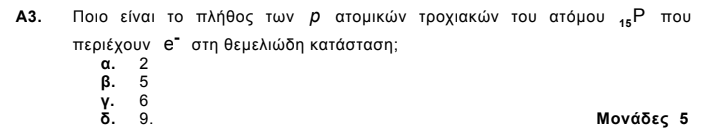 Α3. Ποιο είναι το πλήθος των p ατομικών τροχιακών του ατόμου ₁₅P που
περιέχουν e⁻ στη θεμελιώδη κατάσταση;
α. 2
β. 5
γ. 6
δ. 9. Μονάδες 5